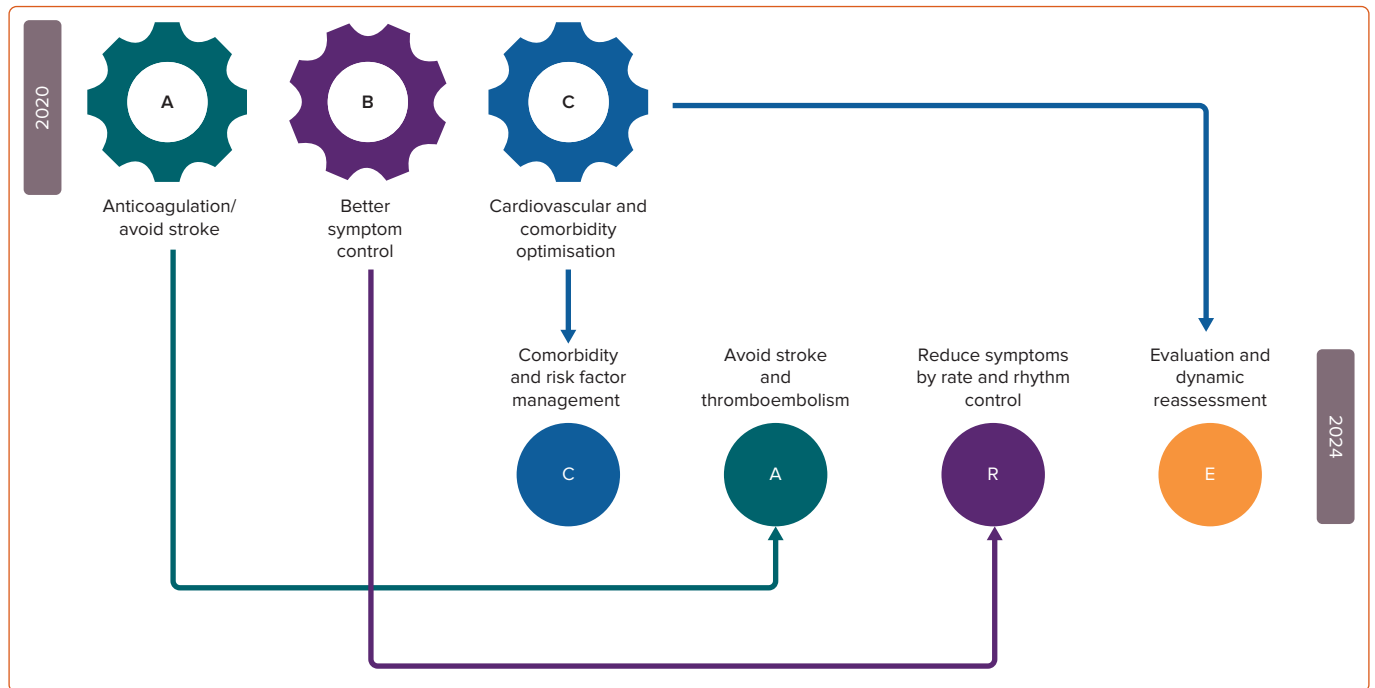 2020
A
B
C
Anticoagulation/
avoid stroke
Better
symptom
control
Cardiovascular and
comorbidity
optimisation
Comorbidity
and risk factor
management
Avoid stroke
and
thromboembolism
Reduce symptoms
by rate and rhythm
control
Evaluation and
dynamic
reassessment
C
A
R
E
2024